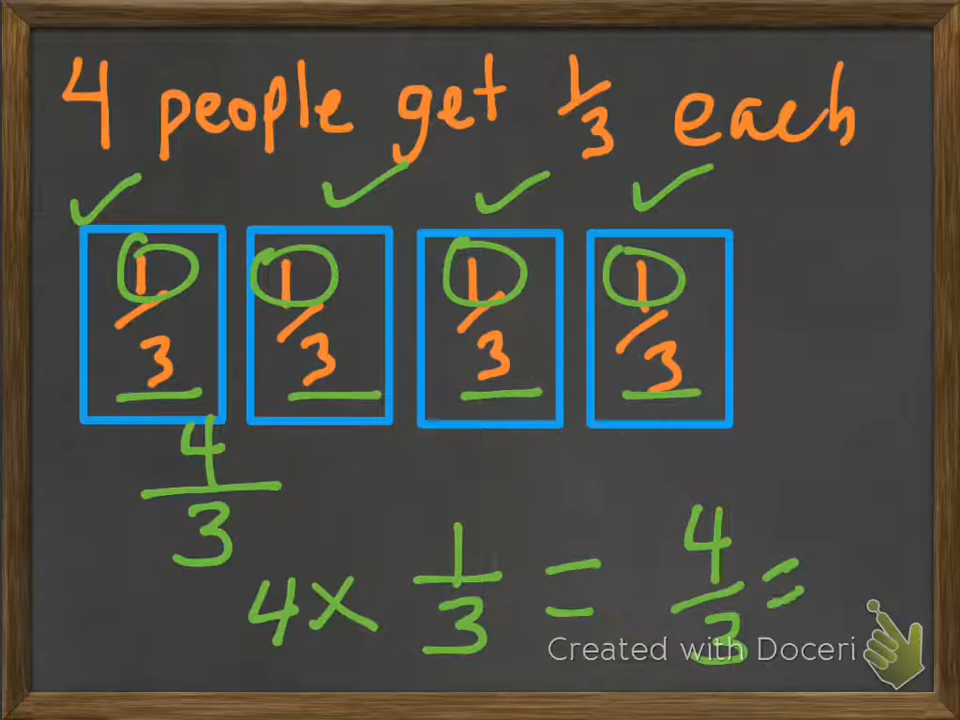 4 people get 1/3 each
1/3 1/3 1/3 1/3
4/3
4 x 1/3 = 4/3 =
Created with Doceri